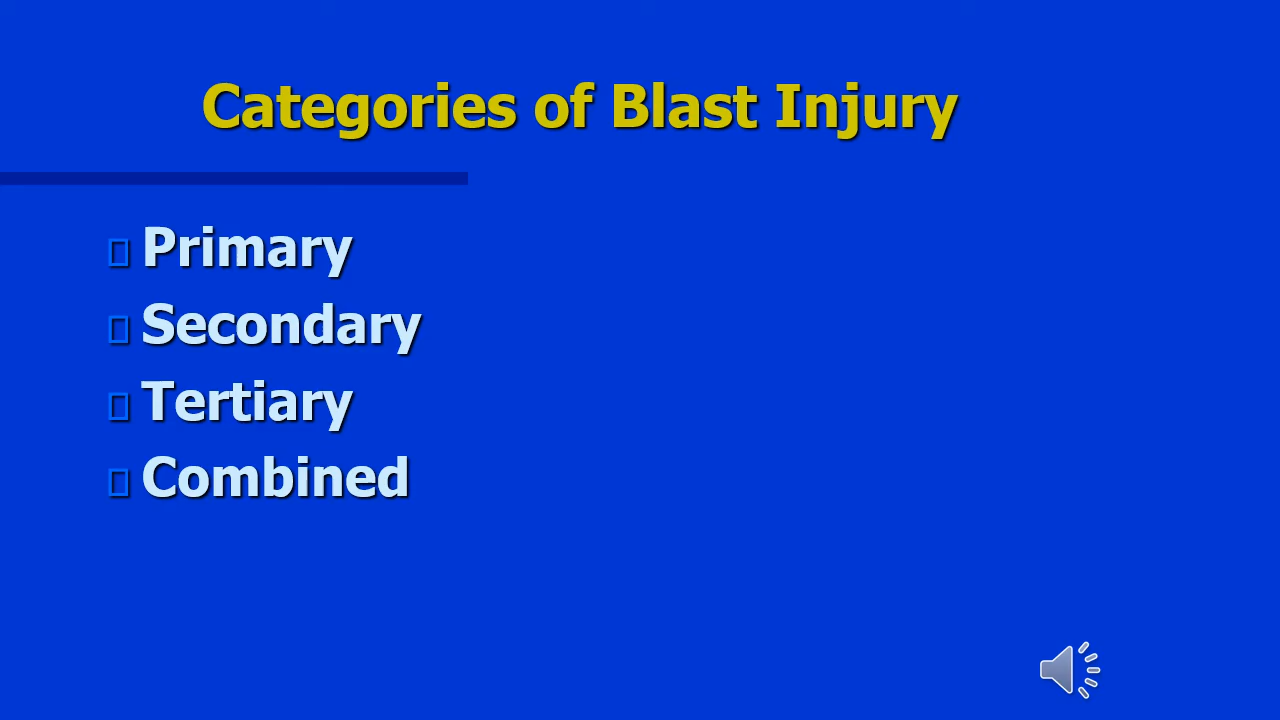 Categories of Blast Injury
Primary
Secondary
Tertiary
Combined